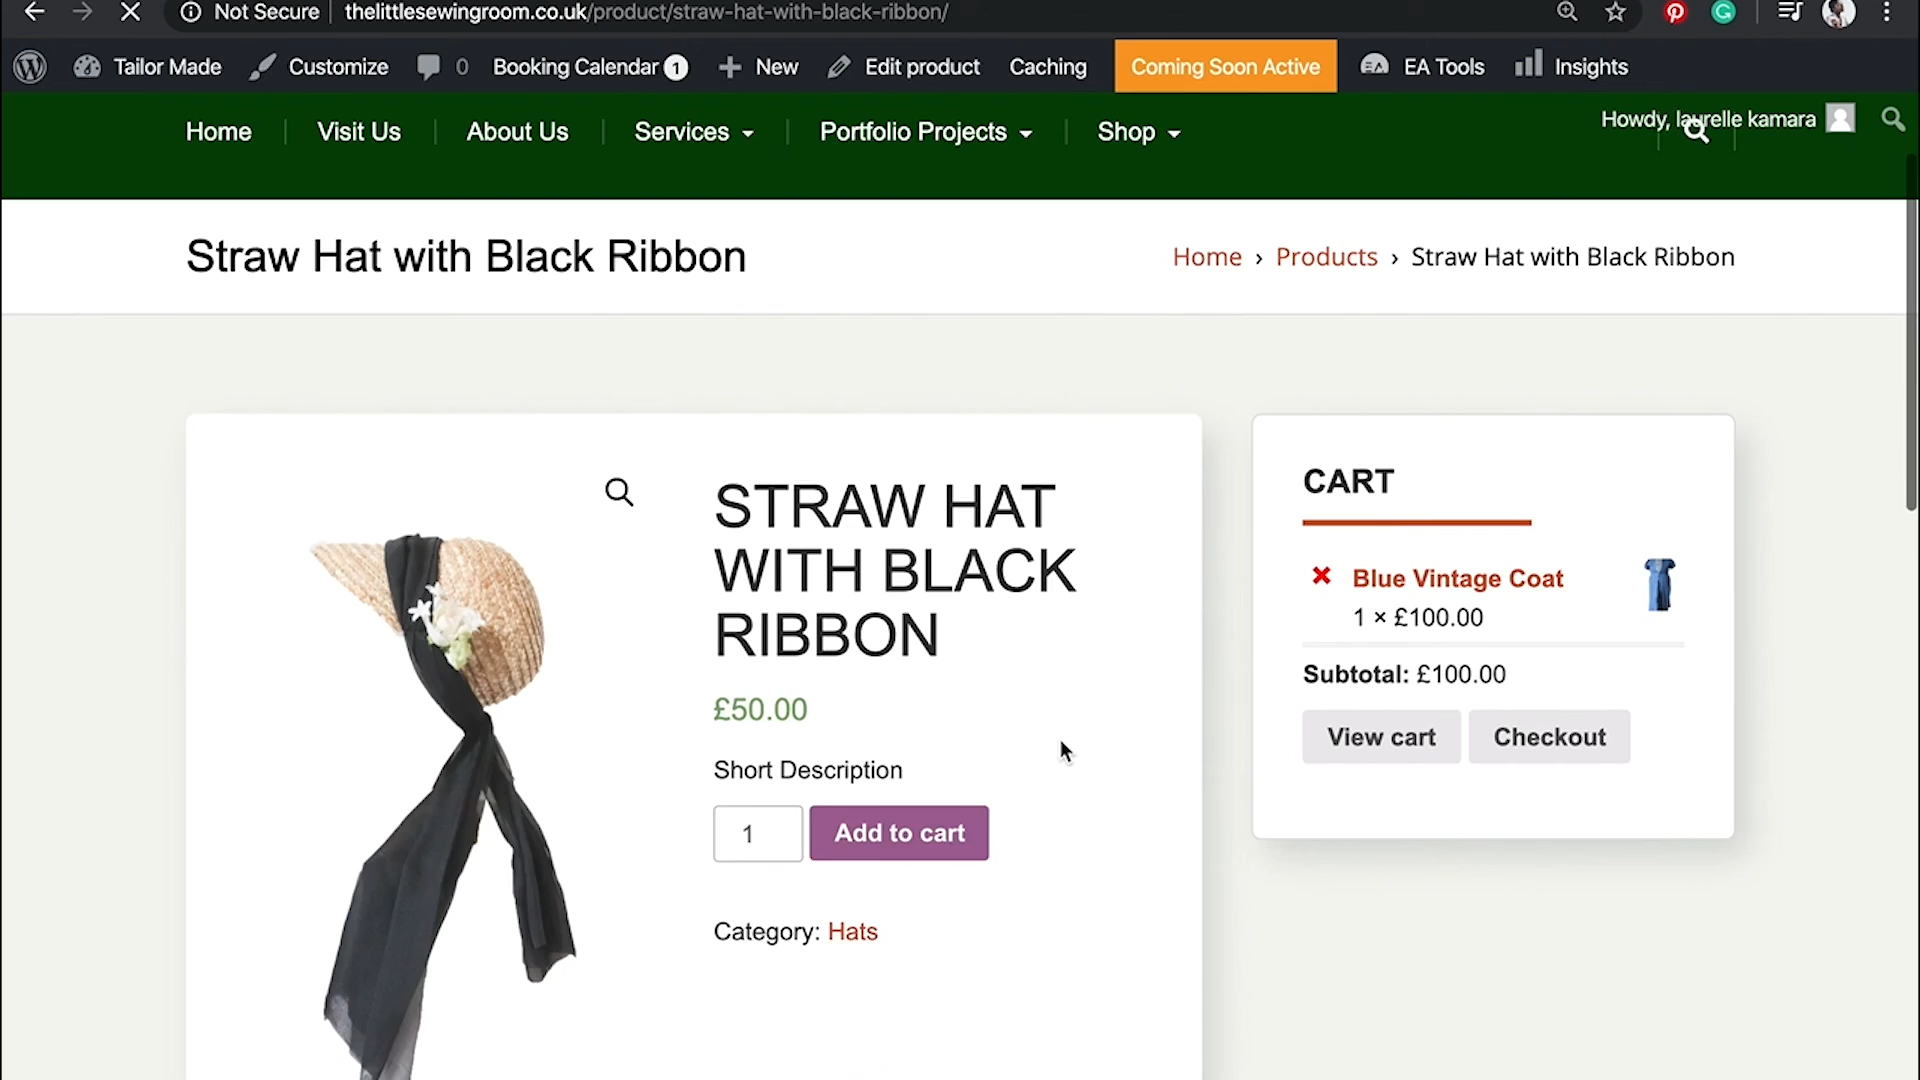 Not Secure
thelittlesewingroom.co.uk/product/straw-hat-with-black-ribbon/
Tailor Made
Customize
0
Booking Calendar 1
New
Edit product
Caching
Coming Soon Active
EA Tools
Insights
Home
Visit Us
About Us
Services
Portfolio Projects
Shop
Howdy, laurelle kamara
Straw Hat with Black Ribbon
Home › Products › Straw Hat with Black Ribbon
STRAW HAT
WITH BLACK
RIBBON
£50.00
Short Description
1
Add to cart
Category: Hats
CART
Blue Vintage Coat
1 × £100.00
Subtotal: £100.00
View cart
Checkout